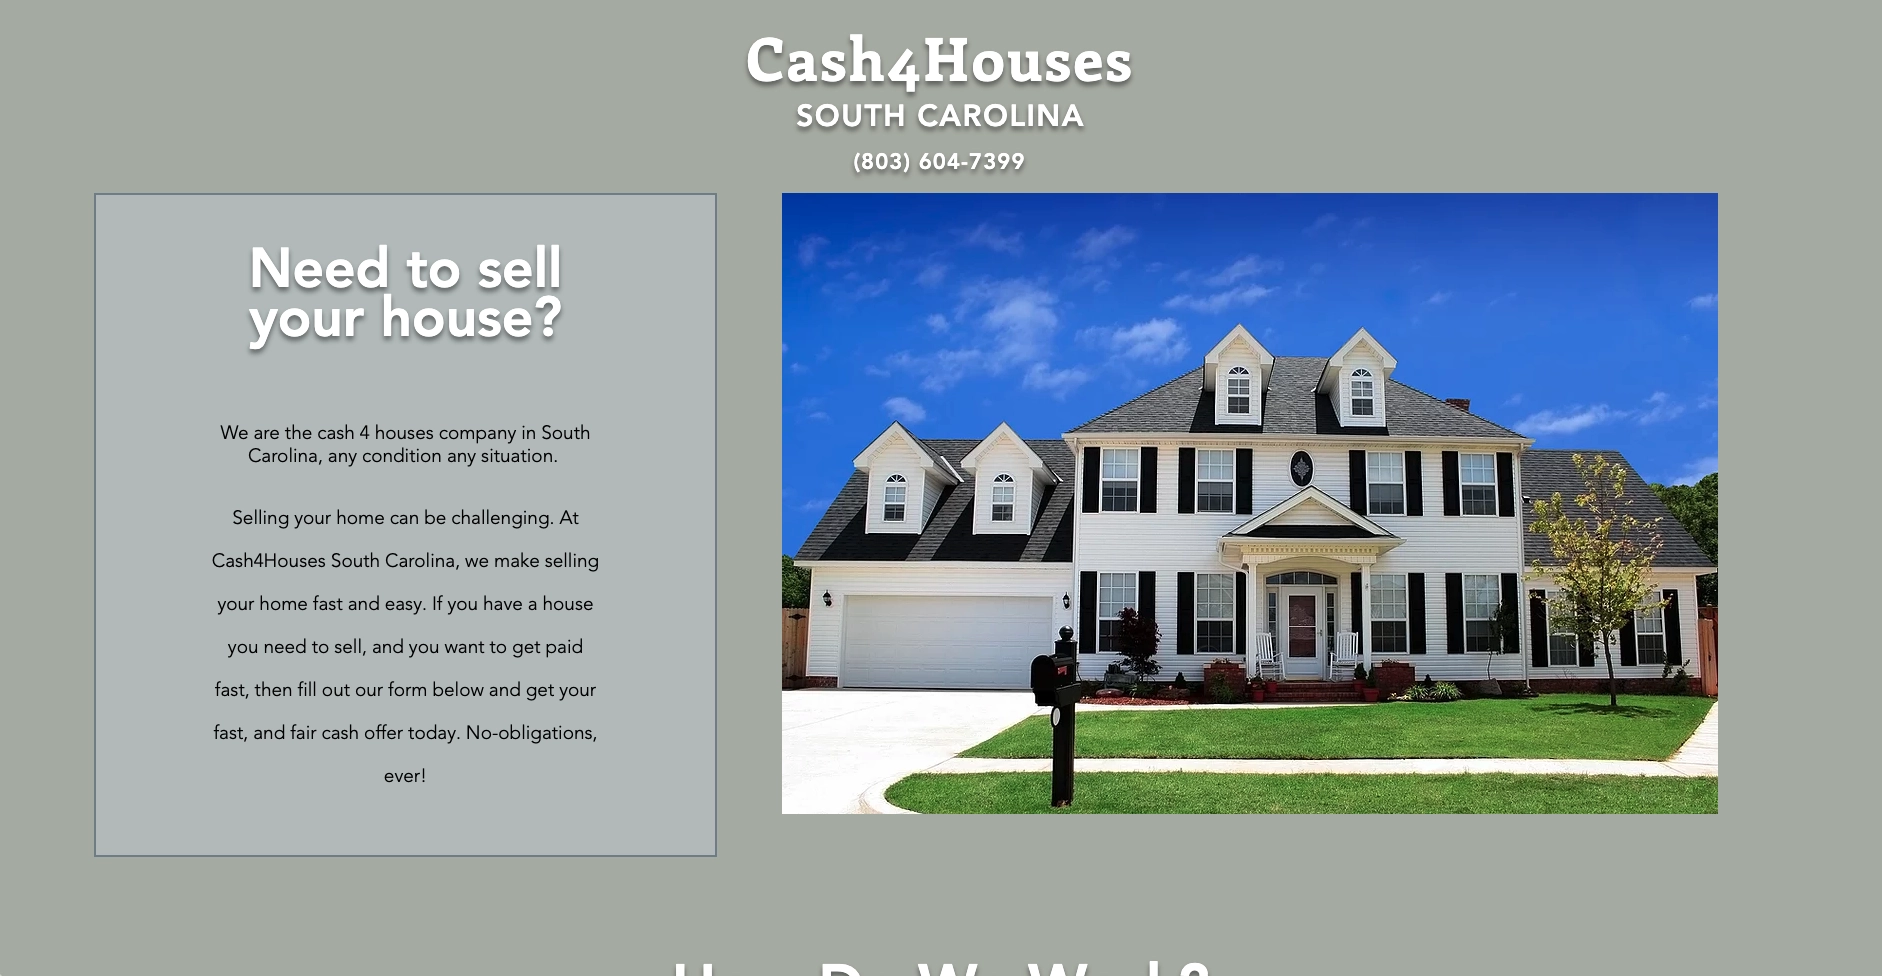 Cash4Houses
SOUTH CAROLINA
(803) 604-7399
Need to sell
your house?
We are the cash 4 houses company in South
Carolina, any condition any situation.
Selling your home can be challenging. At
Cash4Houses South Carolina, we make selling
your home fast and easy. If you have a house
you need to sell, and you want to get paid
fast, then fill out our form below and get your
fast, and fair cash offer today. No-obligations,
ever!